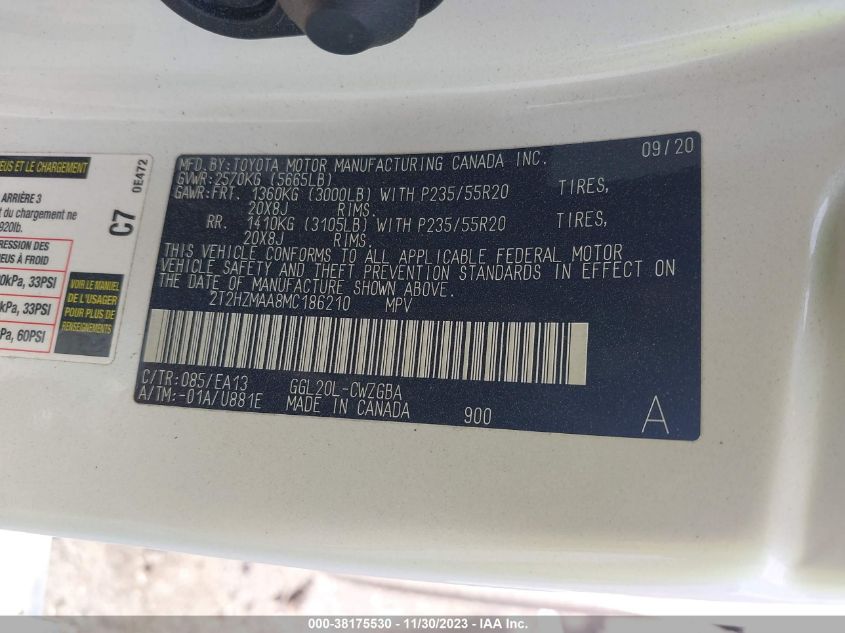 EUS ET LE CHARGEMENT
ARRIÈRE 3
t du chargement ne
920lb.
RESSION DES
NEUS À FROID
0kPa, 33PSI
kPa, 33PSI
Pa, 60PSI
VOIR LE MANUEL
DE L'USAGER
POUR PLUS DE
RENSEIGNEMENTS
C7
0E472
MFD. BY:TOYOTA MOTOR MANUFACTURING CANADA INC. 09/20
GVWR:2570KG (5665LB)
GAWR:FRT. 1360KG (3000LB) WITH P235/55R20 TIRES,
20X8J RIMS.
RR. 1410KG (3105LB) WITH P235/55R20 TIRES,
20X8J RIMS.
THIS VEHICLE CONFORMS TO ALL APPLICABLE FEDERAL MOTOR
VEHICLE SAFETY AND THEFT PREVENTION STANDARDS IN EFFECT ON
THE DATE OF MANUFACTURE SHOWN ABOVE.
2T2HZMAA8MC186210 MPV
C/TR:085/EA13 GGL20L-CWZGBA
A/TM:-01A/U881E MADE IN CANADA 900 A
000-38175530 - 11/30/2023 - IAA Inc.